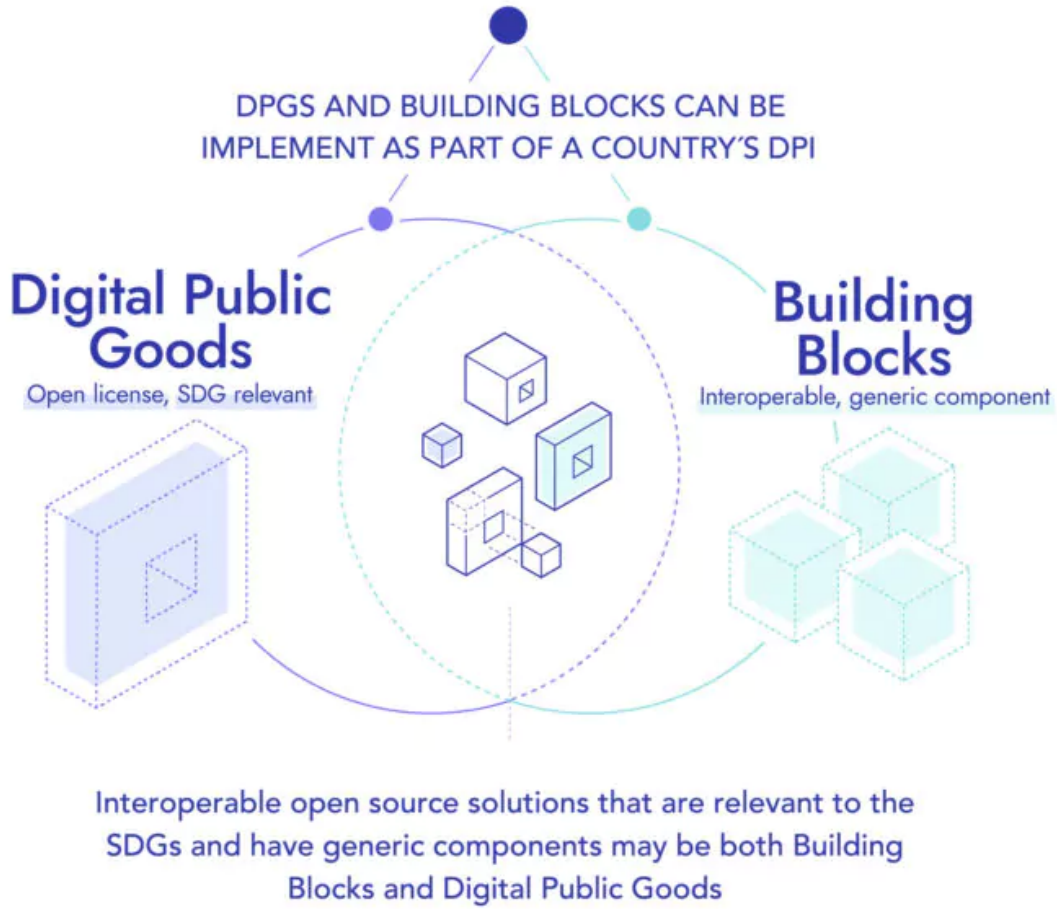 DPGS AND BUILDING BLOCKS CAN BE
IMPLEMENT AS PART OF A COUNTRY´S DPI
Digital Public
Goods
Open license, SDG relevant
Building
Blocks
Interoperable, generic component
Interoperable open source solutions that are relevant to the
SDGs and have generic components may be both Building
Blocks and Digital Public Goods